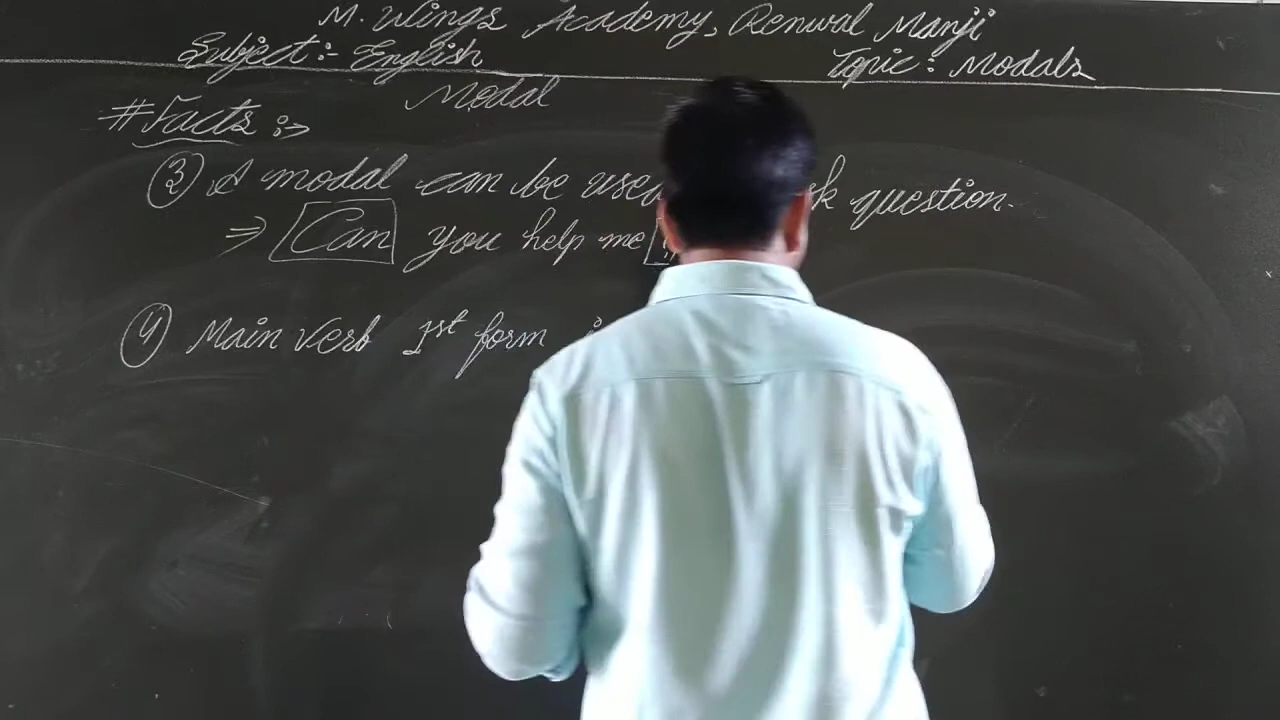 M. Wings Academy, Renwal Manji
Subject :- English Topic : Modals
Modal
# Facts :->
③ A modal can be used question.
⇒ Can you help me
④ Main Verb 1st form